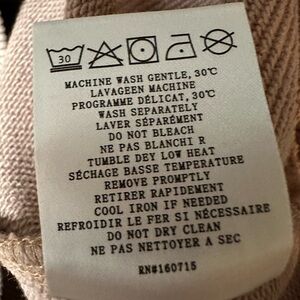 30
MACHINE WASH GENTLE, 30℃
LAVAGEEN MACHINE
PROGRAMME DÉLICAT, 30℃
WASH SEPARATELY
LAVER SÉPARÉMENT
DO NOT BLEACH
NE PAS BLANCHI R
TUMBLE DEY LOW HEAT
SÉCHAGE BASSE TEMPERATURE
REMOVE PROMPTLY
RETIRER RAPIDEMENT
COOL IRON IF NEEDED
REFROIDIR LE FER SI NÉCESSAIRE
DO NOT DRY CLEAN
NE PAS NETTOYER A SEC
RN#160715